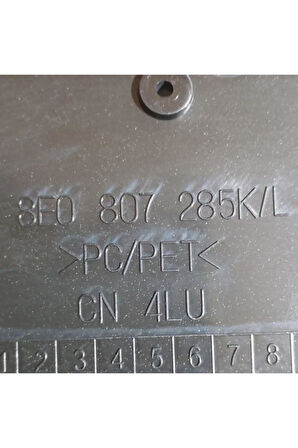 8E0 807 285K/L
>PC/PET<
CN 4LU
1 2 3 4 5 6 7 8